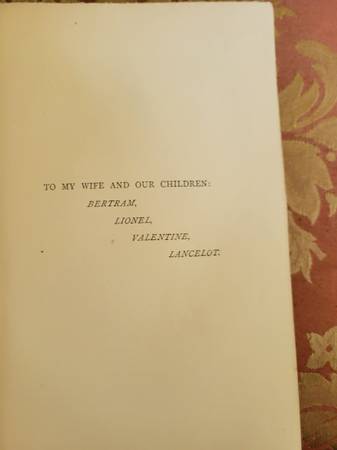 TO MY WIFE AND OUR CHILDREN:
BERTRAM,
LIONEL,
VALENTINE,
LANCELOT.